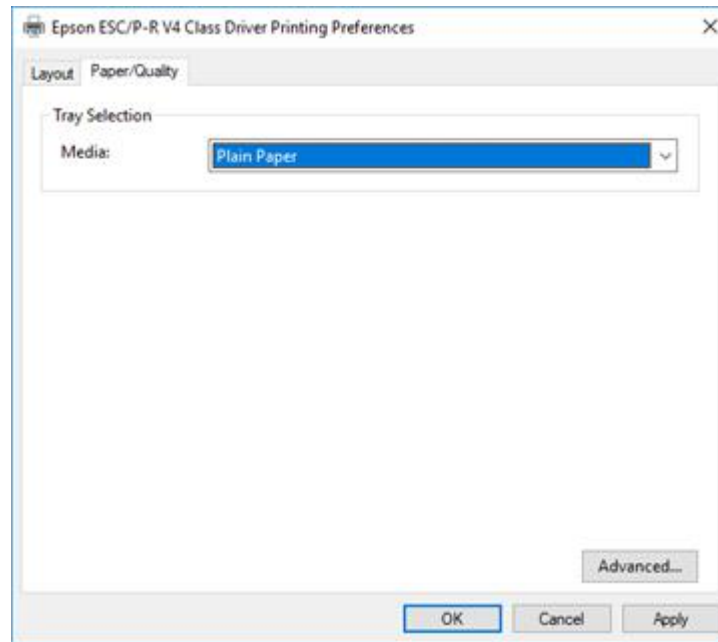 Epson ESC/P-R V4 Class Driver Printing Preferences
Layout Paper/Quality
Tray Selection
Media: Plain Paper
Advanced...
OK Cancel Apply